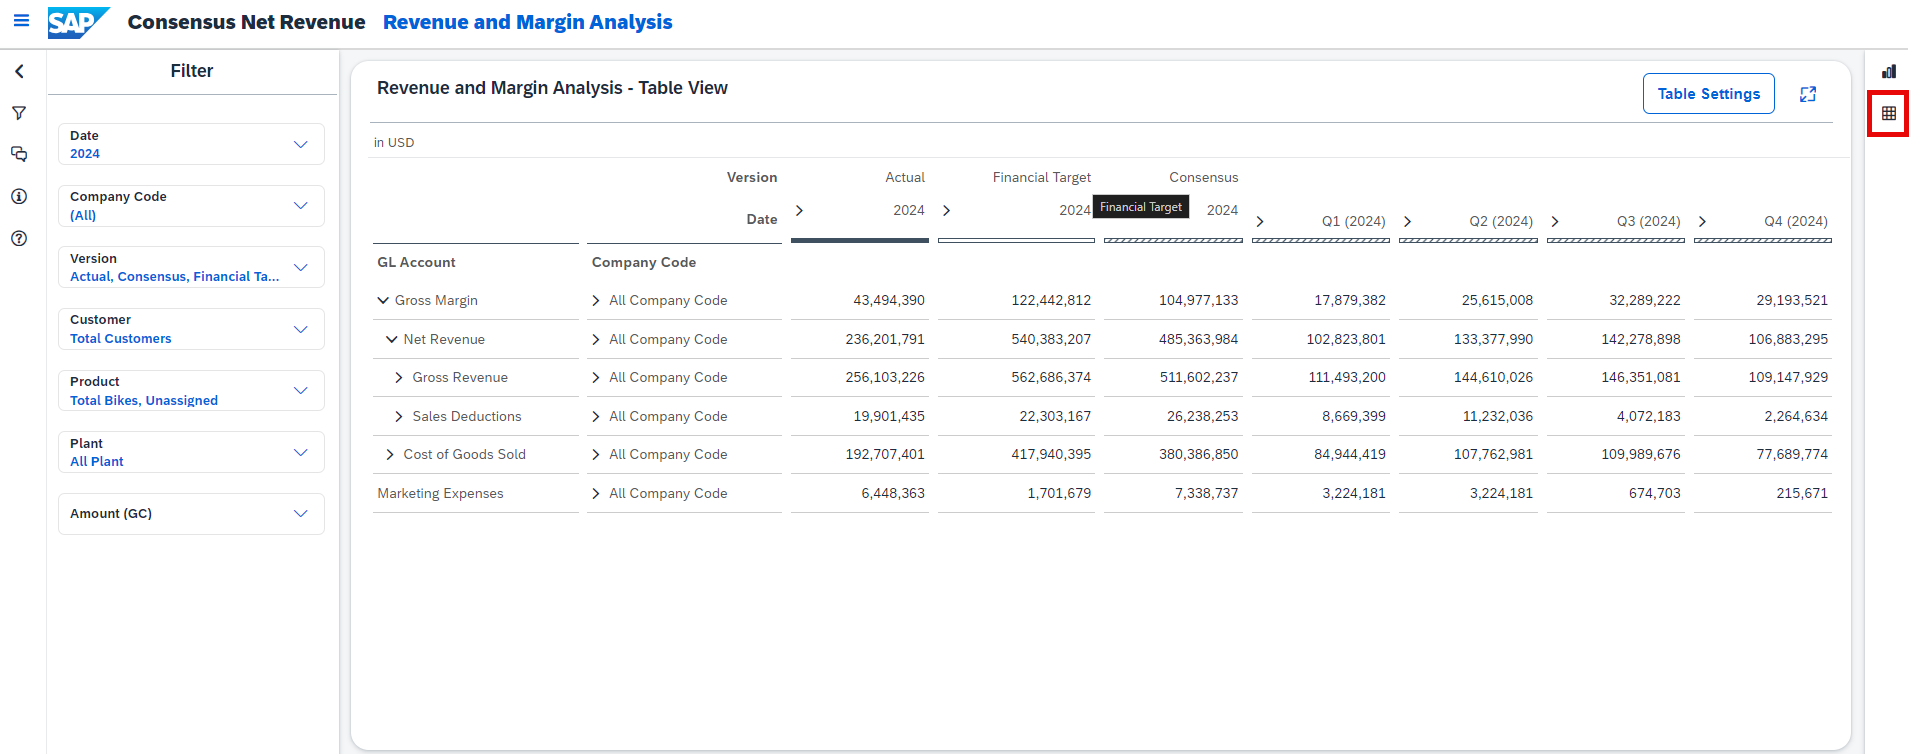 SAP Consensus Net Revenue Revenue and Margin Analysis
Filter
Date
2024
Company Code
(All)
Version
Actual, Consensus, Financial Ta...
Customer
Total Customers
Product
Total Bikes, Unassigned
Plant
All Plant
Amount (GC)
Revenue and Margin Analysis - Table View
Table Settings
in USD
Version Actual Financial Target Consensus
Date 2024 2024 2024 Q1 (2024) Q2 (2024) Q3 (2024) Q4 (2024)
Financial Target
GL Account Company Code
Gross Margin All Company Code 43,494,390 122,442,812 104,977,133 17,879,382 25,615,008 32,289,222 29,193,521
Net Revenue All Company Code 236,201,791 540,383,207 485,363,984 102,823,801 133,377,990 142,278,898 106,883,295
Gross Revenue All Company Code 256,103,226 562,686,374 511,602,237 111,493,200 144,610,026 146,351,081 109,147,929
Sales Deductions All Company Code 19,901,435 22,303,167 26,238,253 8,669,399 11,232,036 4,072,183 2,264,634
Cost of Goods Sold All Company Code 192,707,401 417,940,395 380,386,850 84,944,419 107,762,981 109,989,676 77,689,774
Marketing Expenses All Company Code 6,448,363 1,701,679 7,338,737 3,224,181 3,224,181 674,703 215,671